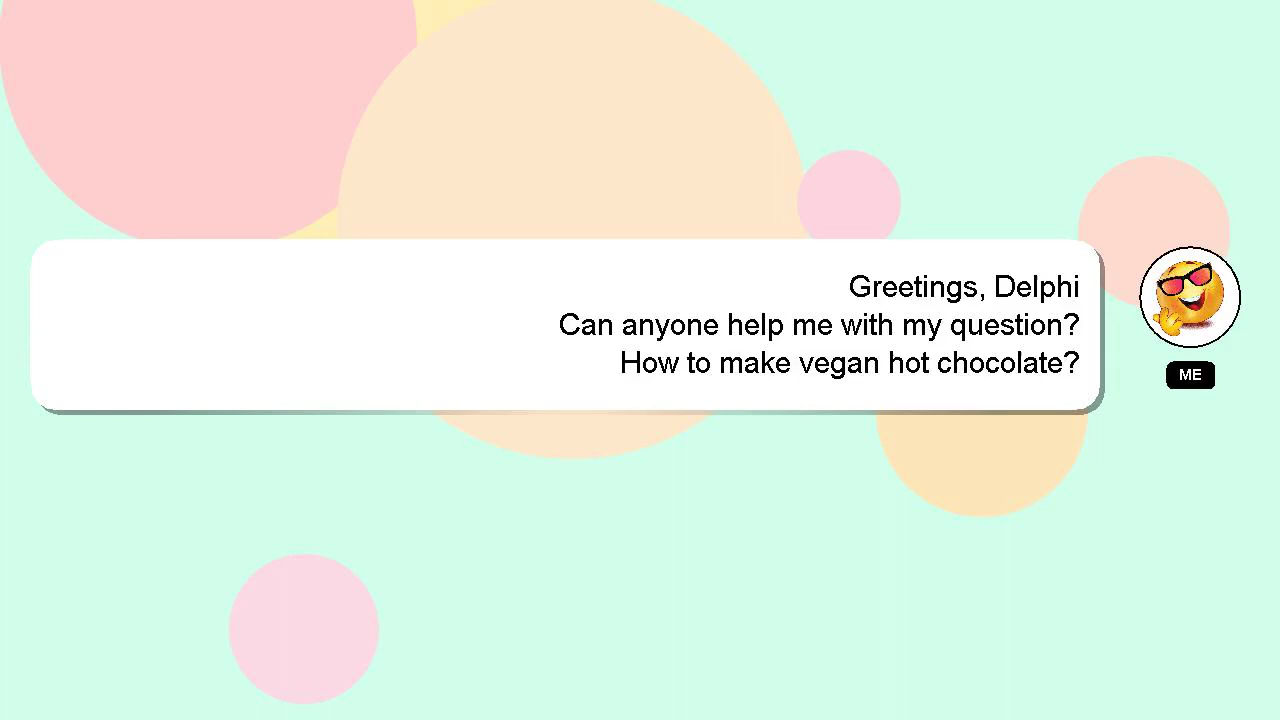 Greetings, Delphi
Can anyone help me with my question?
How to make vegan hot chocolate?
ME